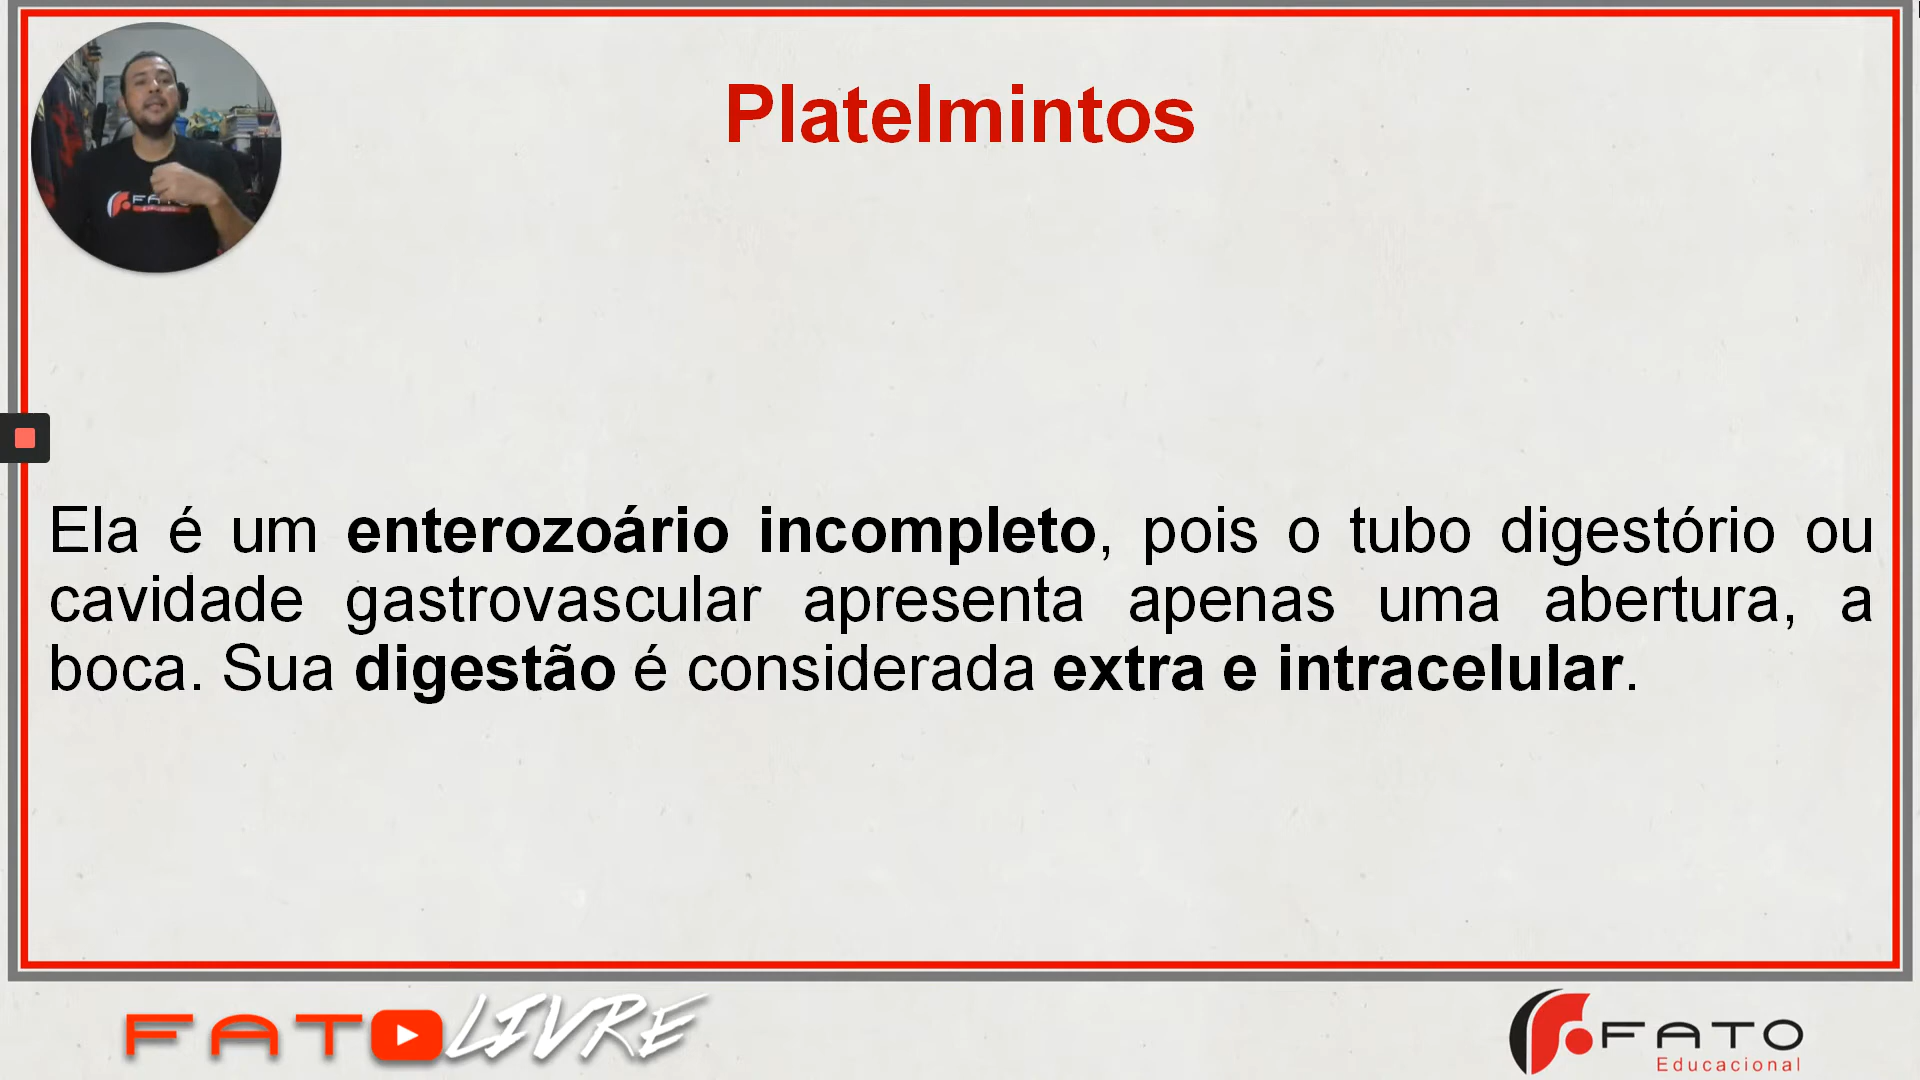 Platelmintos
FATO
Ela é um enterozoário incompleto, pois o tubo digestório ou
cavidade gastrovascular apresenta apenas uma abertura, a
boca. Sua digestão é considerada extra e intracelular.
FAT LIVRE
FATO
Educacional